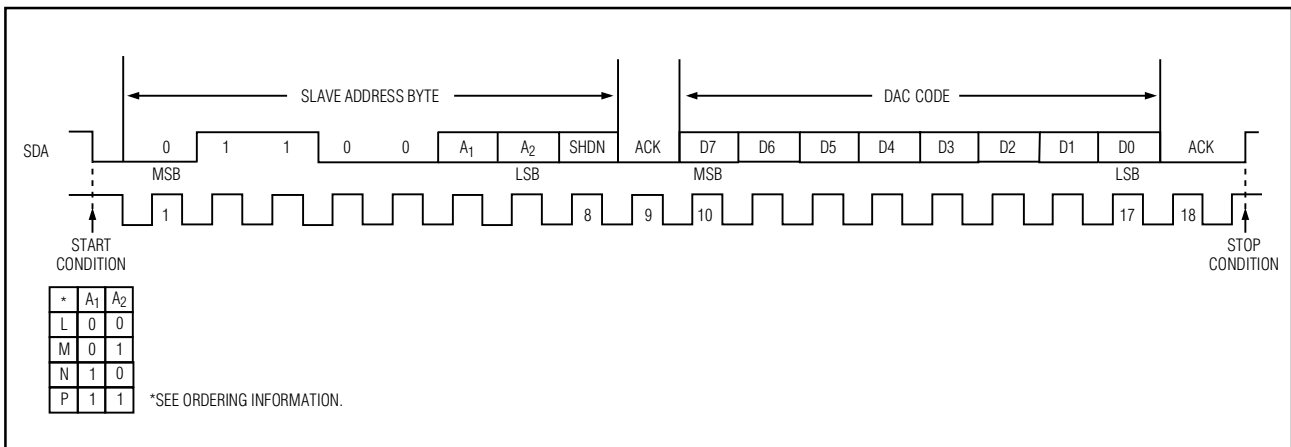 SLAVE ADDRESS BYTE DAC CODE
SDA 0 1 1 0 0 A1 A2 SHDN ACK D7 D6 D5 D4 D3 D2 D1 D0 ACK
MSB LSB MSB LSB
1 8 9 10 17 18
START
CONDITION
STOP
CONDITION
* A1 A2
L 0 0
M 0 1
N 1 0
P 1 1
*SEE ORDERING INFORMATION.